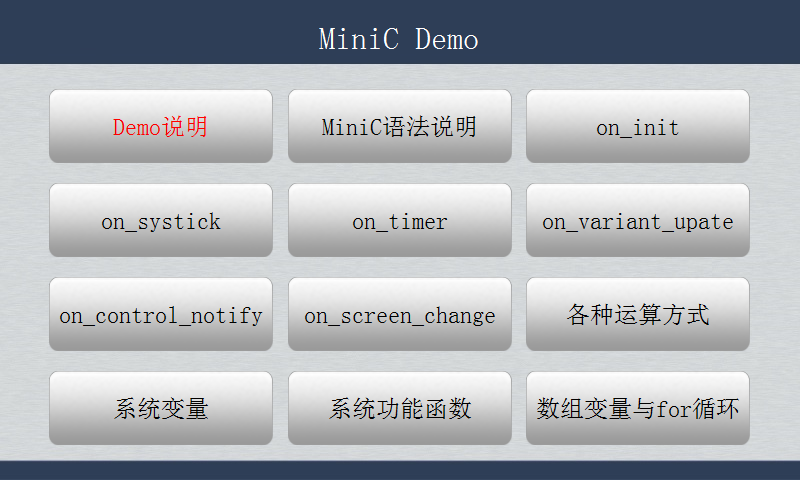 MiniC Demo
Demo说明
MiniC语法说明
on_init
on_systick
on_timer
on_variant_upate
on_control_notify
on_screen_change
各种运算方式
系统变量
系统功能函数
数组变量与for循环